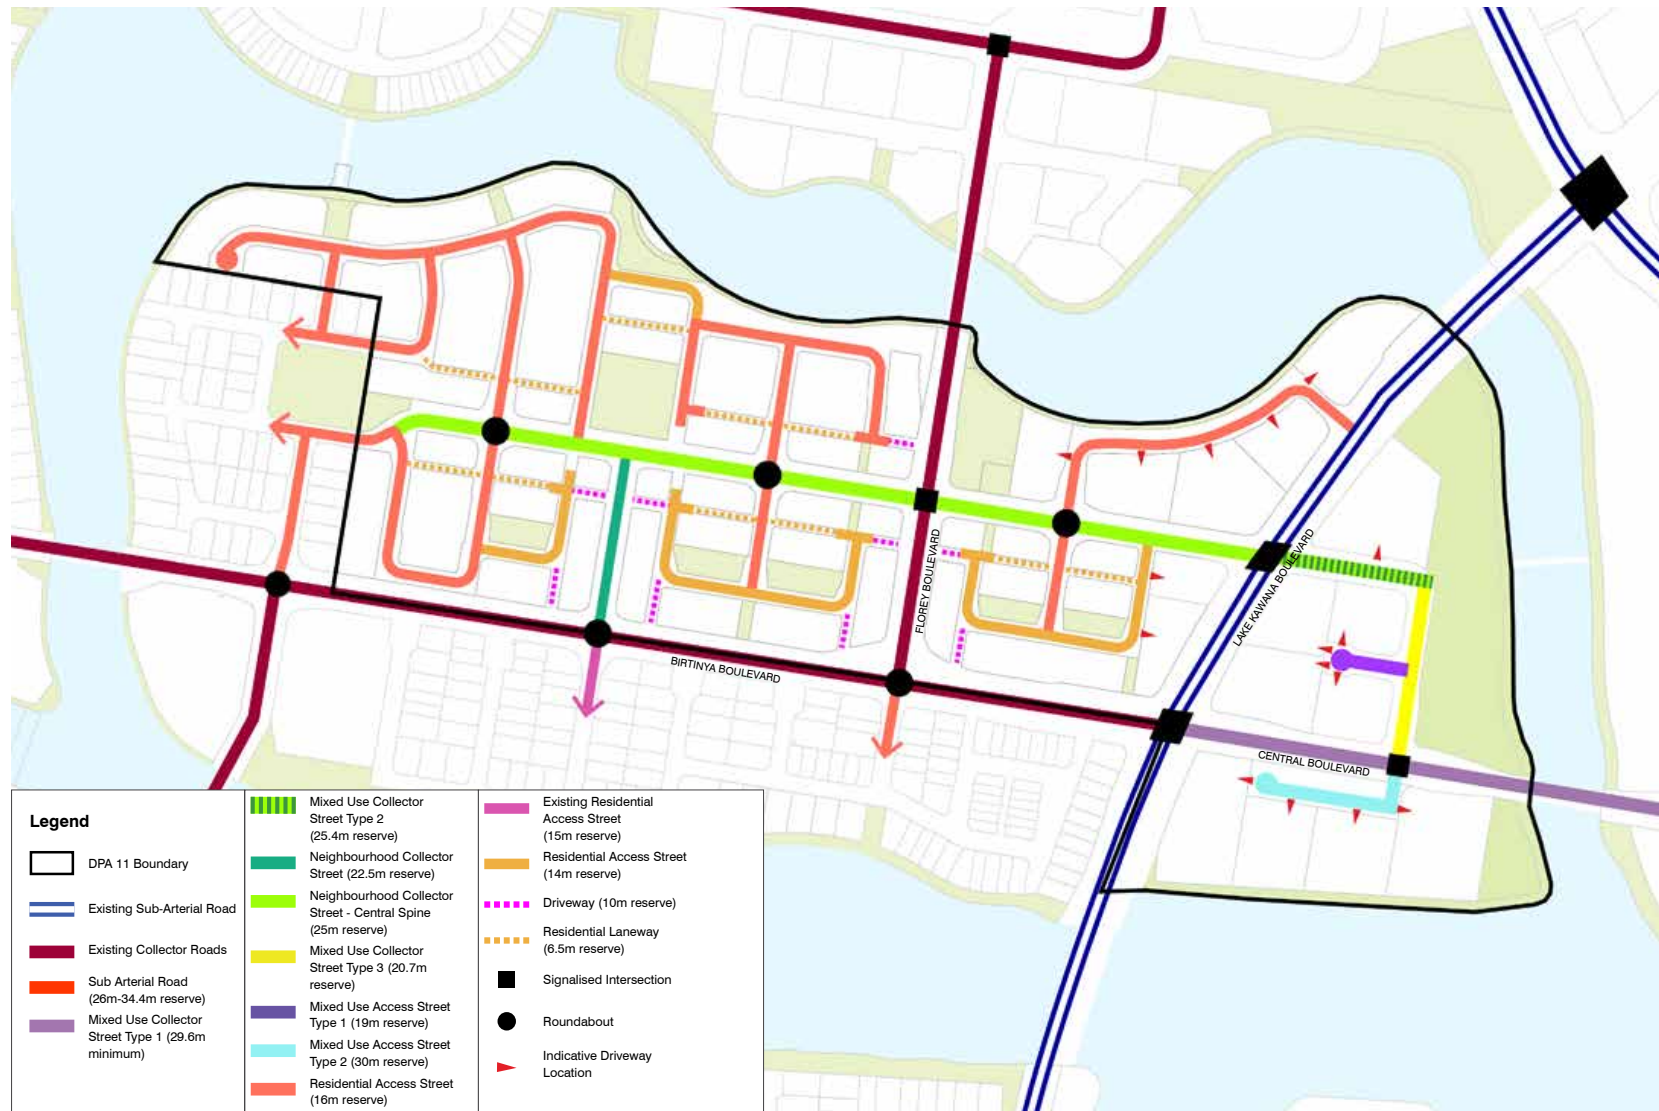 FLOREY BOULEVARD
LAKE KAWANA BOULEVARD
BIRTINYA BOULEVARD
CENTRAL BOULEVARD
Legend
DPA 11 Boundary
Existing Sub-Arterial Road
Existing Collector Roads
Sub Arterial Road
(26m-34.4m reserve)
Mixed Use Collector
Street Type 1 (29.6m
minimum)
Mixed Use Collector
Street Type 2
(25.4m reserve)
Neighbourhood Collector
Street (22.5m reserve)
Neighbourhood Collector
Street - Central Spine
(25m reserve)
Mixed Use Collector
Street Type 3 (20.7m
reserve)
Mixed Use Access Street
Type 1 (19m reserve)
Mixed Use Access Street
Type 2 (30m reserve)
Residential Access Street
(16m reserve)
Existing Residential
Access Street
(15m reserve)
Residential Access Street
(14m reserve)
Driveway (10m reserve)
Residential Laneway
(6.5m reserve)
Signalised Intersection
Roundabout
Indicative Driveway
Location